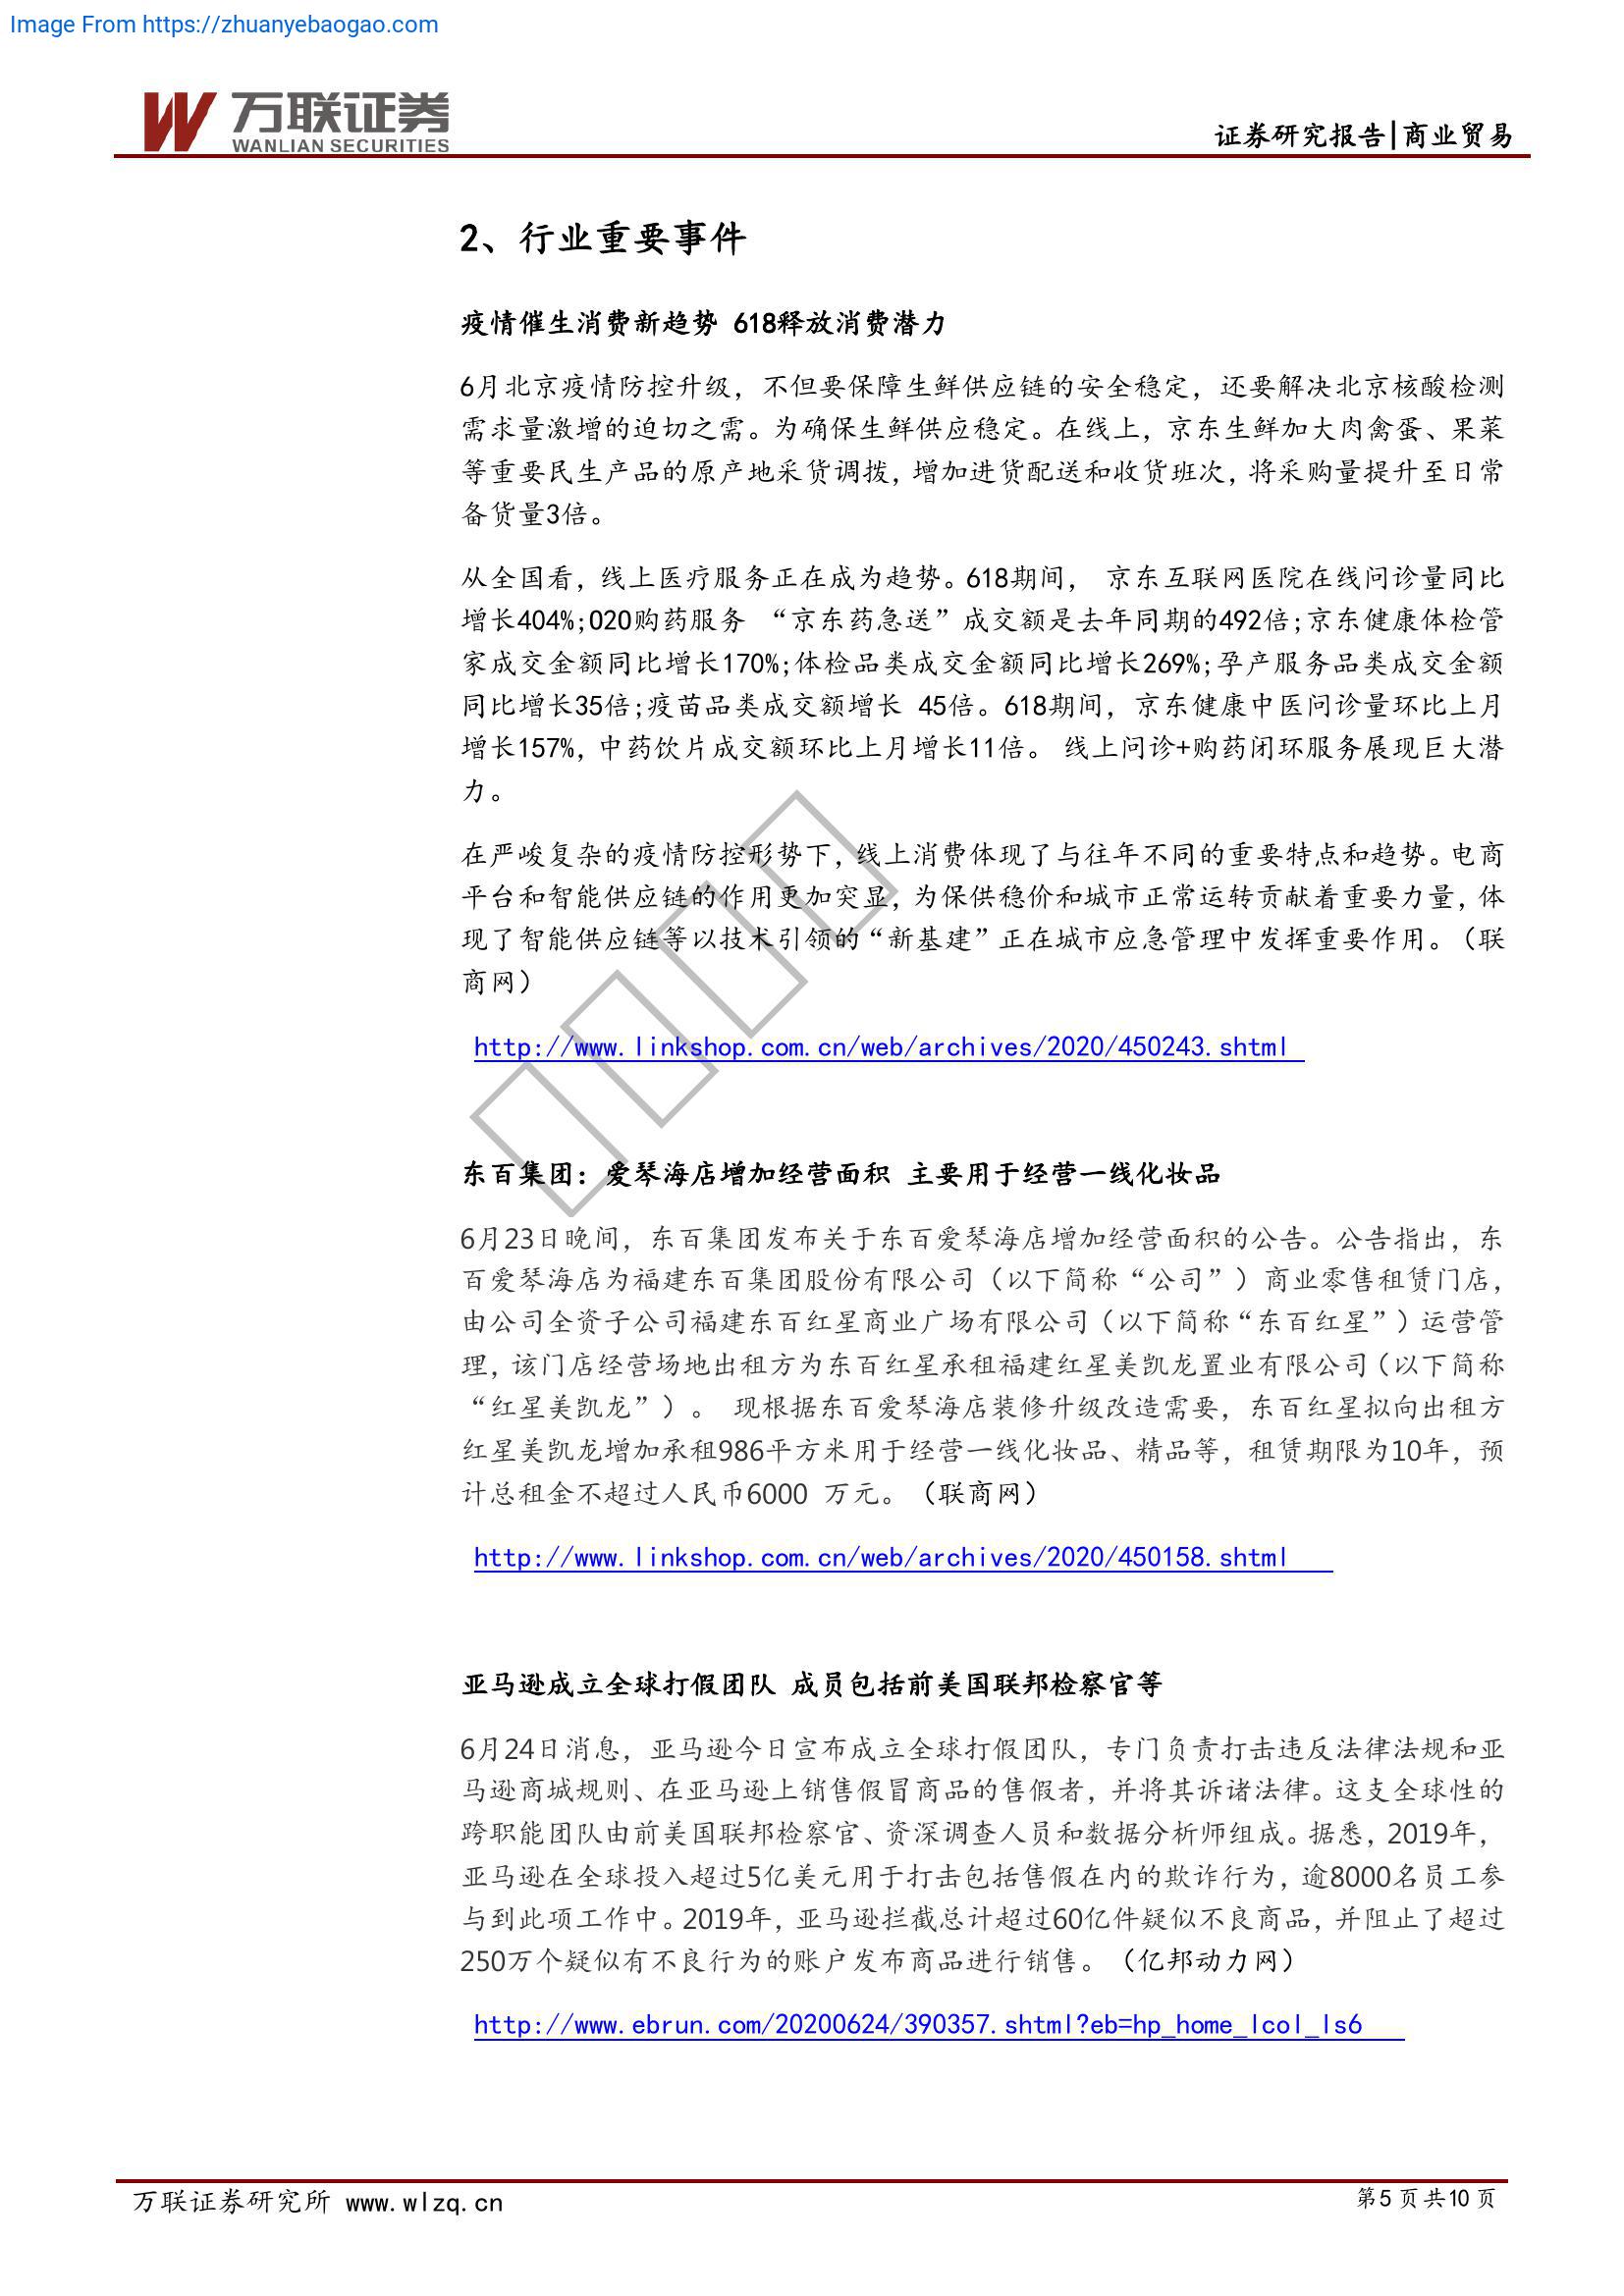 Image From https://zhuanyebaogao.com
万联证券
WANLIAN SECURITIES
证券研究报告|商业贸易
2、行业重要事件
疫情催生消费新趋势 618释放消费潜力
6月北京疫情防控升级，不但要保障生鲜供应链的安全稳定，还要解决北京核酸检测
需求量激增的迫切之需。为确保生鲜供应稳定。在线上，京东生鲜加大肉禽蛋、果菜
等重要民生产品的原产地采货调拨，增加进货配送和收货班次，将采购量提升至日常
备货量3倍。
从全国看，线上医疗服务正在成为趋势。618期间， 京东互联网医院在线问诊量同比
增长404%;O2O购药服务 “京东药急送”成交额是去年同期的492倍;京东健康体检管
家成交金额同比增长170%;体检品类成交金额同比增长269%;孕产服务品类成交金额
同比增长35倍;疫苗品类成交额增长 45倍。618期间，京东健康中医问诊量环比上月
增长157%，中药饮片成交额环比上月增长11倍。 线上问诊+购药闭环服务展现巨大潜
力。
在严峻复杂的疫情防控形势下，线上消费体现了与往年不同的重要特点和趋势。电商
平台和智能供应链的作用更加突显，为保供稳价和城市正常运转贡献着重要力量，体
现了智能供应链等以技术引领的“新基建”正在城市应急管理中发挥重要作用。（联
商网）
http://www.linkshop.com.cn/web/archives/2020/450243.shtml
东百集团：爱琴海店增加经营面积 主要用于经营一线化妆品
6月23日晚间，东百集团发布关于东百爱琴海店增加经营面积的公告。公告指出，东
百爱琴海店为福建东百集团股份有限公司（以下简称“公司”）商业零售租赁门店，
由公司全资子公司福建东百红星商业广场有限公司（以下简称“东百红星”）运营管
理，该门店经营场地出租方为东百红星承租福建红星美凯龙置业有限公司（以下简称
“红星美凯龙”）。 现根据东百爱琴海店装修升级改造需要，东百红星拟向出租方
红星美凯龙增加承租986平方米用于经营一线化妆品、精品等，租赁期限为10年，预
计总租金不超过人民币6000 万元。（联商网）
http://www.linkshop.com.cn/web/archives/2020/450158.shtml
亚马逊成立全球打假团队 成员包括前美国联邦检察官等
6月24日消息，亚马逊今日宣布成立全球打假团队，专门负责打击违反法律法规和亚
马逊商城规则、在亚马逊上销售假冒商品的售假者，并将其诉诸法律。这支全球性的
跨职能团队由前美国联邦检察官、资深调查人员和数据分析师组成。据悉，2019年，
亚马逊在全球投入超过5亿美元用于打击包括售假在内的欺诈行为，逾8000名员工参
与到此项工作中。2019年，亚马逊拦截总计超过60亿件疑似不良商品，并阻止了超过
250万个疑似有不良行为的账户发布商品进行销售。（亿邦动力网）
http://www.ebrun.com/20200624/390357.shtml?eb=hp_home_lcol_ls6
万联证券研究所 www.wlzq.cn
第5页共10页